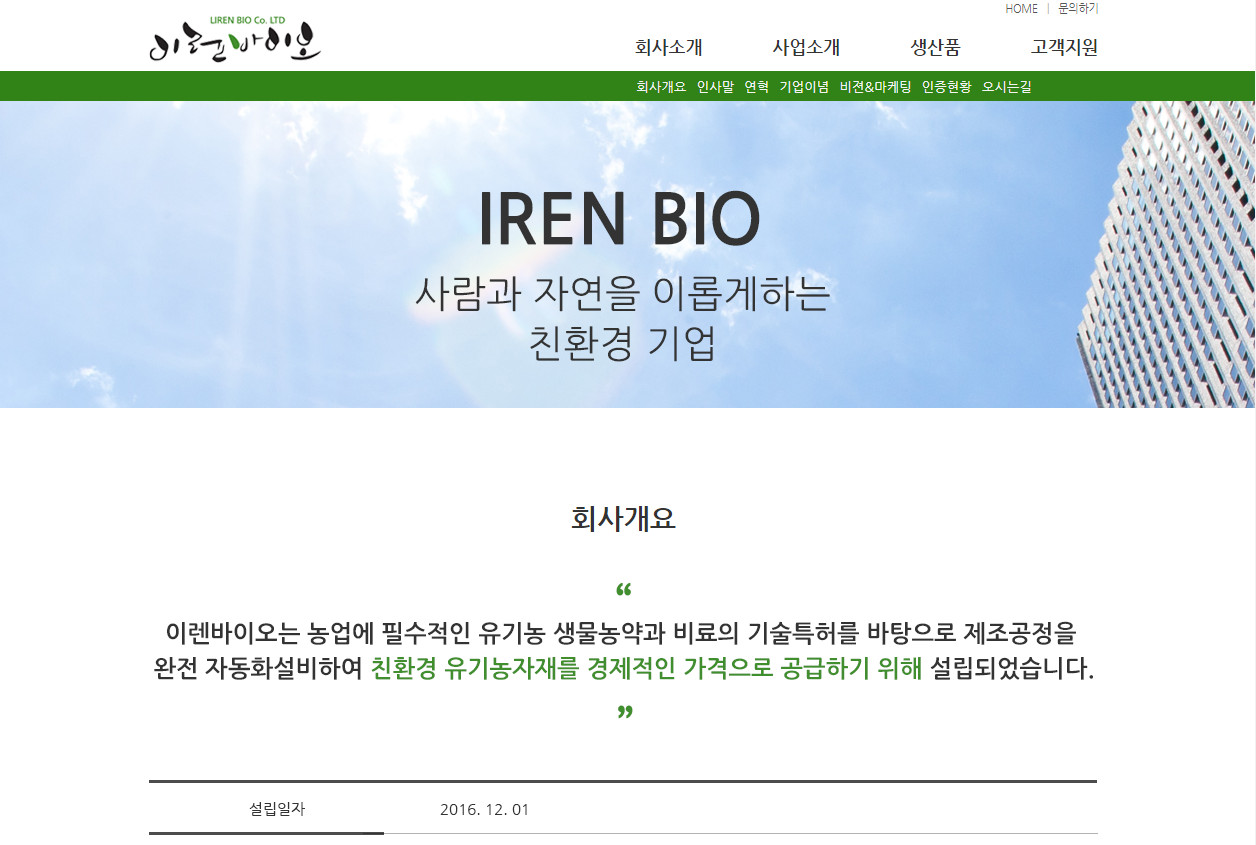 HOME | 문의하기
LIREN BIO Co. LTD
이렌바이오
회사소개 사업소개 생산품 고객지원
회사개요 인사말 연혁 기업이념 비젼&마케팅 인증현황 오시는길
IREN BIO
사람과 자연을 이롭게하는
친환경 기업
회사개요
“
이렌바이오는 농업에 필수적인 유기농 생물농약과 비료의 기술특허를 바탕으로 제조공정을
완전 자동화설비하여 친환경 유기농자재를 경제적인 가격으로 공급하기 위해 설립되었습니다.
”
설립일자 2016. 12. 01